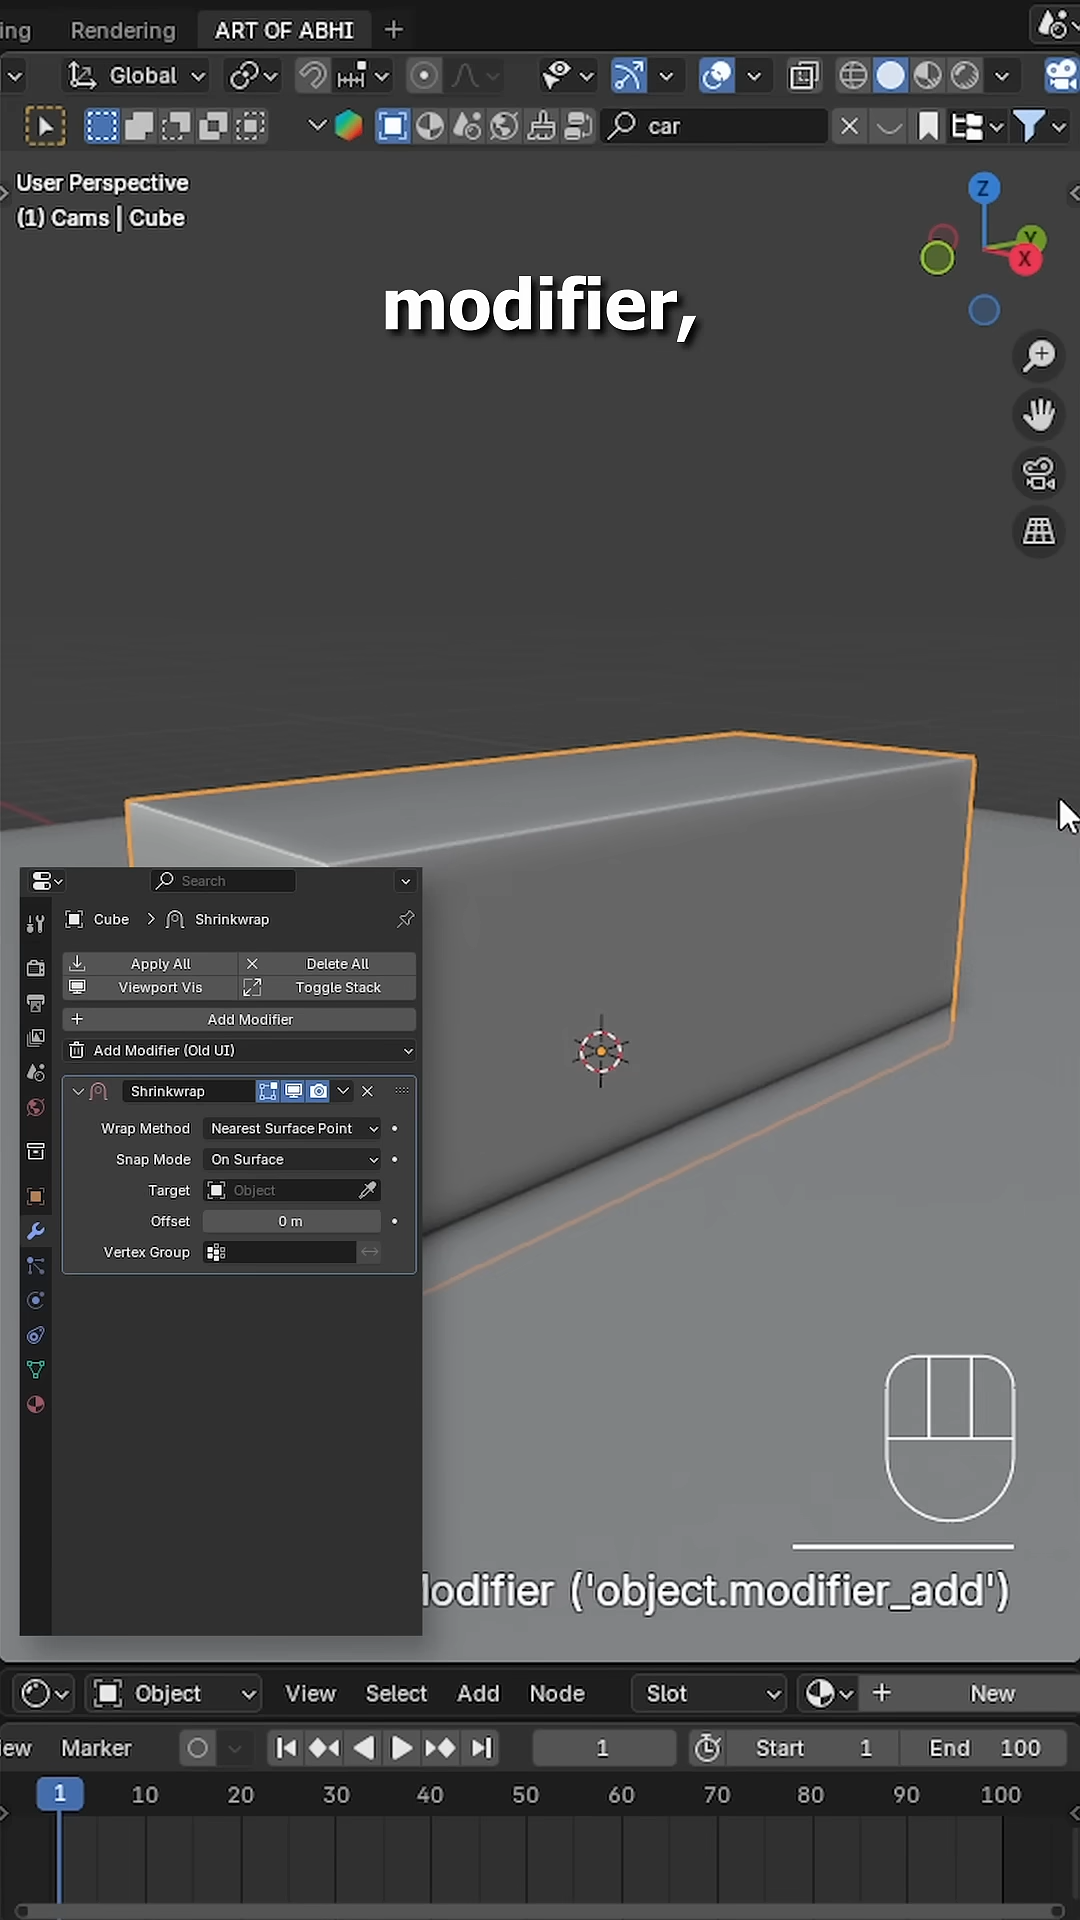 ing Rendering ART OF ABHI +
Global
car
User Perspective
(1) Cams | Cube
Z
Y
X
modifier,
Search
Cube > Shrinkwrap
Apply All Delete All
Viewport Vis Toggle Stack
+ Add Modifier
Add Modifier (Old UI)
Shrinkwrap
Wrap Method Nearest Surface Point
Snap Mode On Surface
Target Object
Offset 0 m
Vertex Group
lodifier ('object.modifier_add')
Object View Select Add Node Slot + New
iew Marker 1 Start 1 End 100
1 10 20 30 40 50 60 70 80 90 100